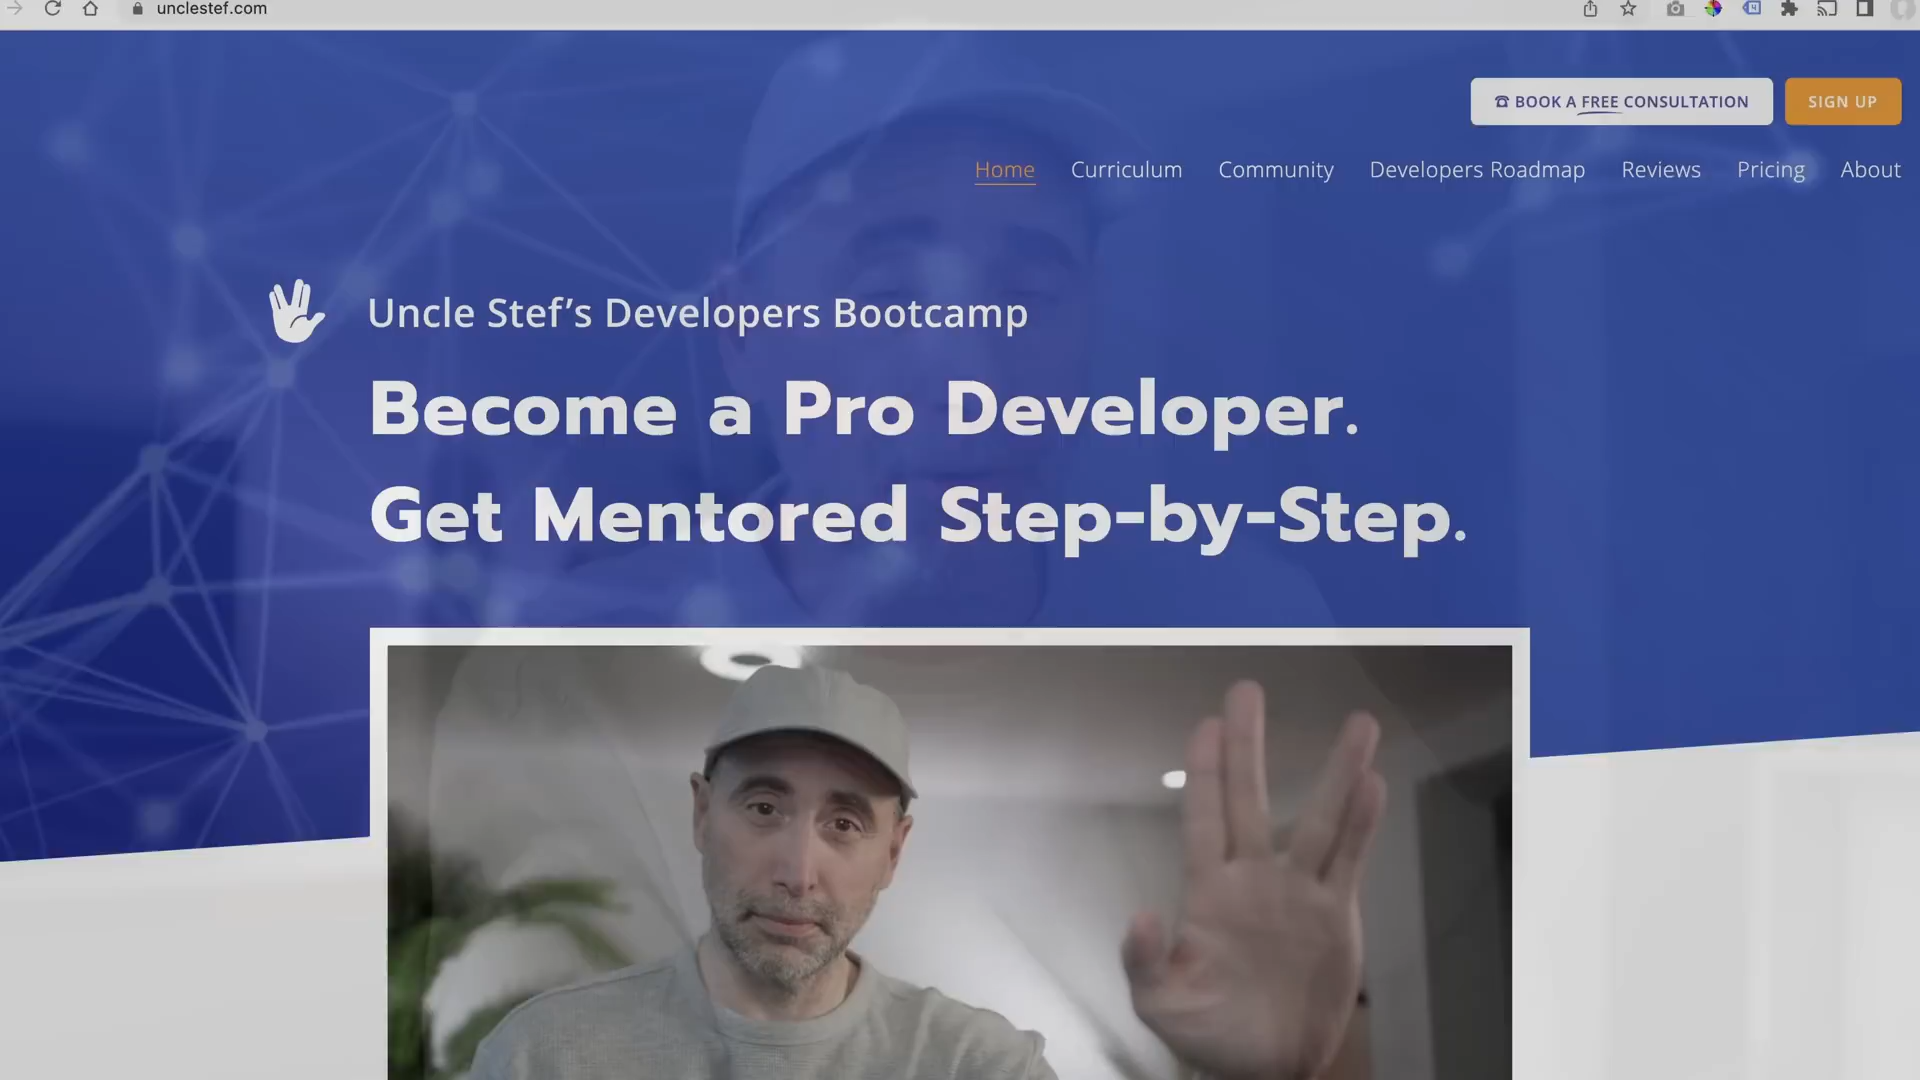 unclestef.com
☎ BOOK A FREE CONSULTATION
SIGN UP
Home Curriculum Community Developers Roadmap Reviews Pricing About
Uncle Stef’s Developers Bootcamp
Become a Pro Developer.
Get Mentored Step-by-Step.